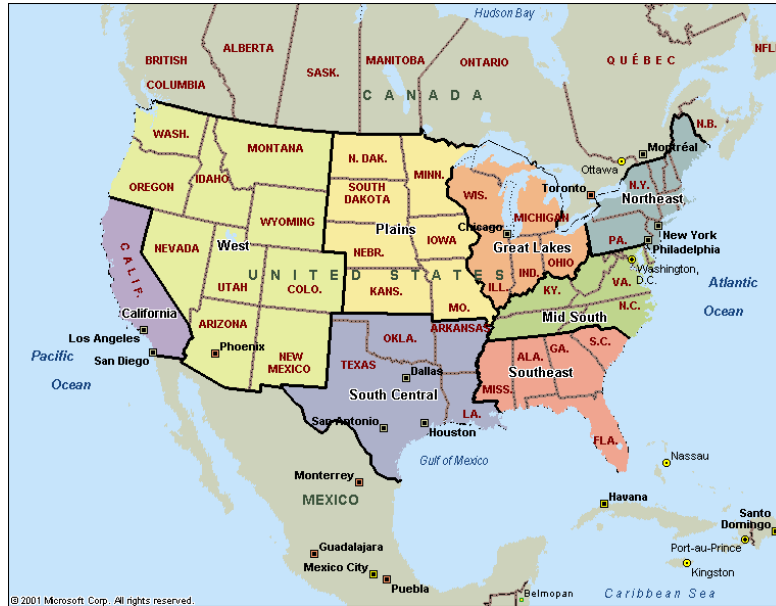 Hudson Bay
BRITISH
COLUMBIA
ALBERTA
SASK.
MANITOBA
ONTARIO
QUÉBEC
NFL
CANADA
N.B.
Montréal
Ottawa
Toronto
WASH.
MONTANA
N. DAK.
MINN.
OREGON
IDAHO
SOUTH
DAKOTA
WIS.
MICHIGAN
N.Y.
Northeast
WYOMING
Plains
Chicago
Great Lakes
New York
PA.
Philadelphia
NEVADA
West
NEBR.
IOWA
UNITED STATES
UTAH
COLO.
KANS.
MO.
ILL.
IND.
OHIO
Washington,
D.C.
CALIF.
California
KY.
VA.
Mid South
N.C.
Atlantic
Ocean
Los Angeles
San Diego
ARIZONA
Phoenix
NEW
MEXICO
OKLA.
ARKANSAS
TEXAS
Dallas
South Central
Pacific
Ocean
MISS
ALA.
GA.
S.C.
Southeast
San Antonio
Houston
LA.
FLA.
Gulf of Mexico
Nassau
Monterrey
MEXICO
Havana
Santo
Domingo
Guadalajara
Mexico City
Puebla
Port-au-Prince
Kingston
Belmopan
Caribbean Sea
© 2001 Microsoft Corp. All rights reserved.